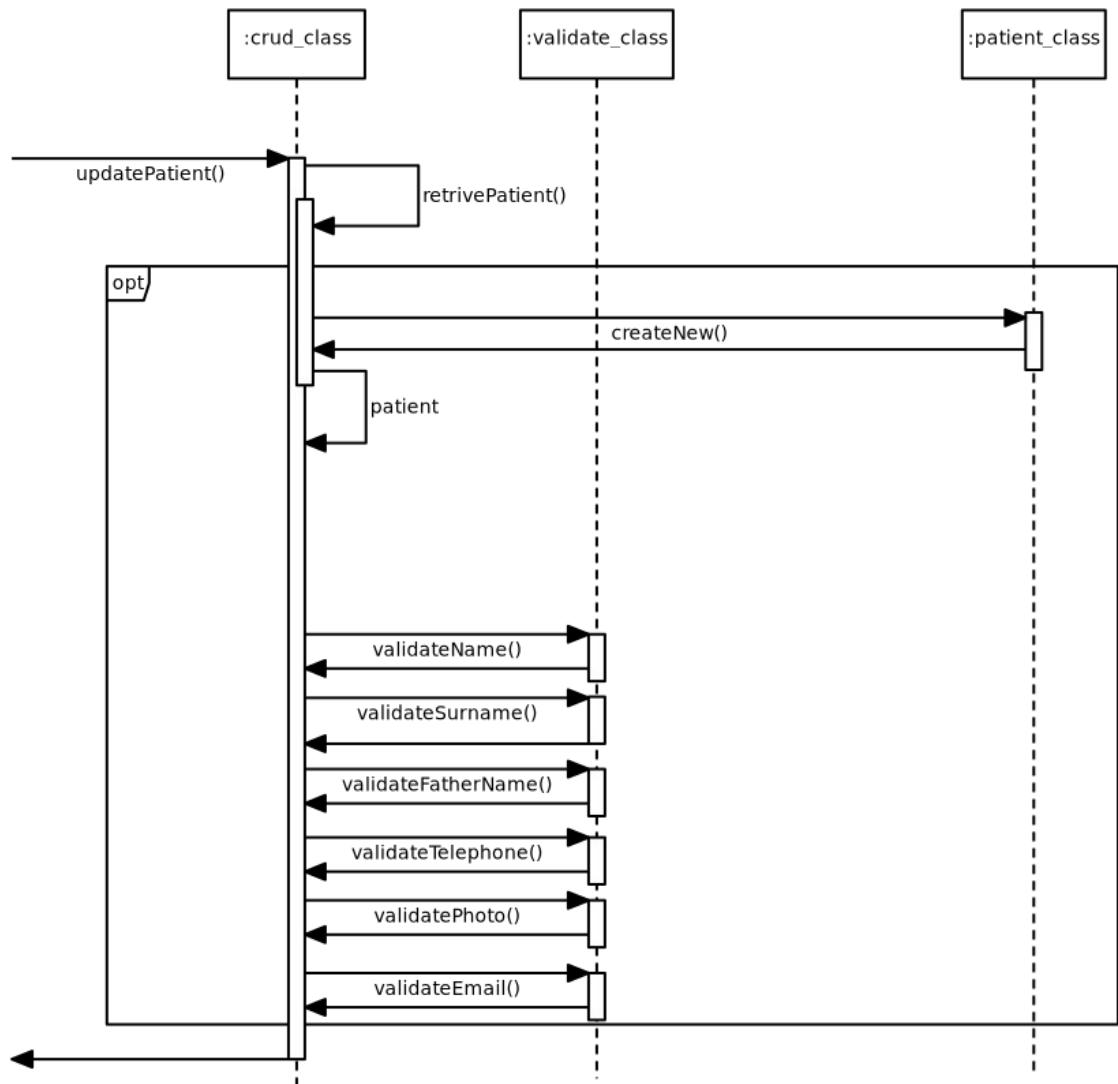 :crud_class
:validate_class
:patient_class
updatePatient()
retrivePatient()
opt
createNew()
patient
validateName()
validateSurname()
validateFatherName()
validateTelephone()
validatePhoto()
validateEmail()